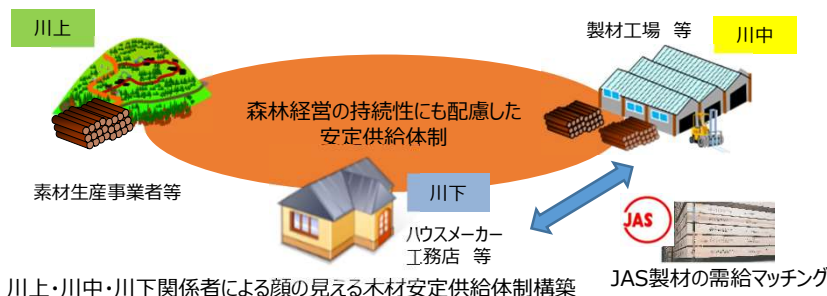 川上
製材工場 等
川中
森林経営の持続性にも配慮した
安定供給体制
素材生産事業者等
川下
ハウスメーカー
工務店 等
JAS
川上・川中・川下関係者による顔の見える木材安定供給体制構築
JAS製材の需給マッチング